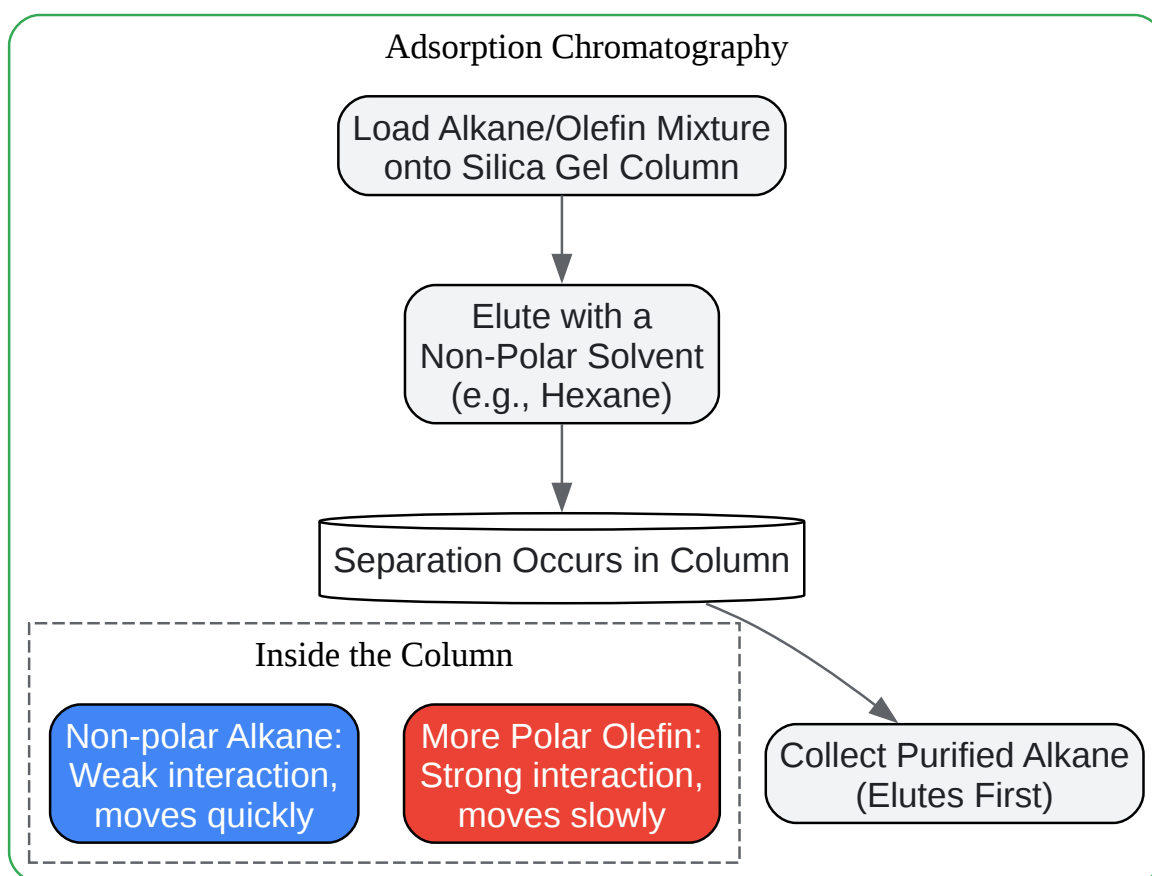 Adsorption Chromatography
Load Alkane/Olefin Mixture
onto Silica Gel Column
Elute with a
Non-Polar Solvent
(e.g., Hexane)
Separation Occurs in Column
Inside the Column
Non-polar Alkane:
Weak interaction,
moves quickly
More Polar Olefin:
Strong interaction,
moves slowly
Collect Purified Alkane
(Elutes First)